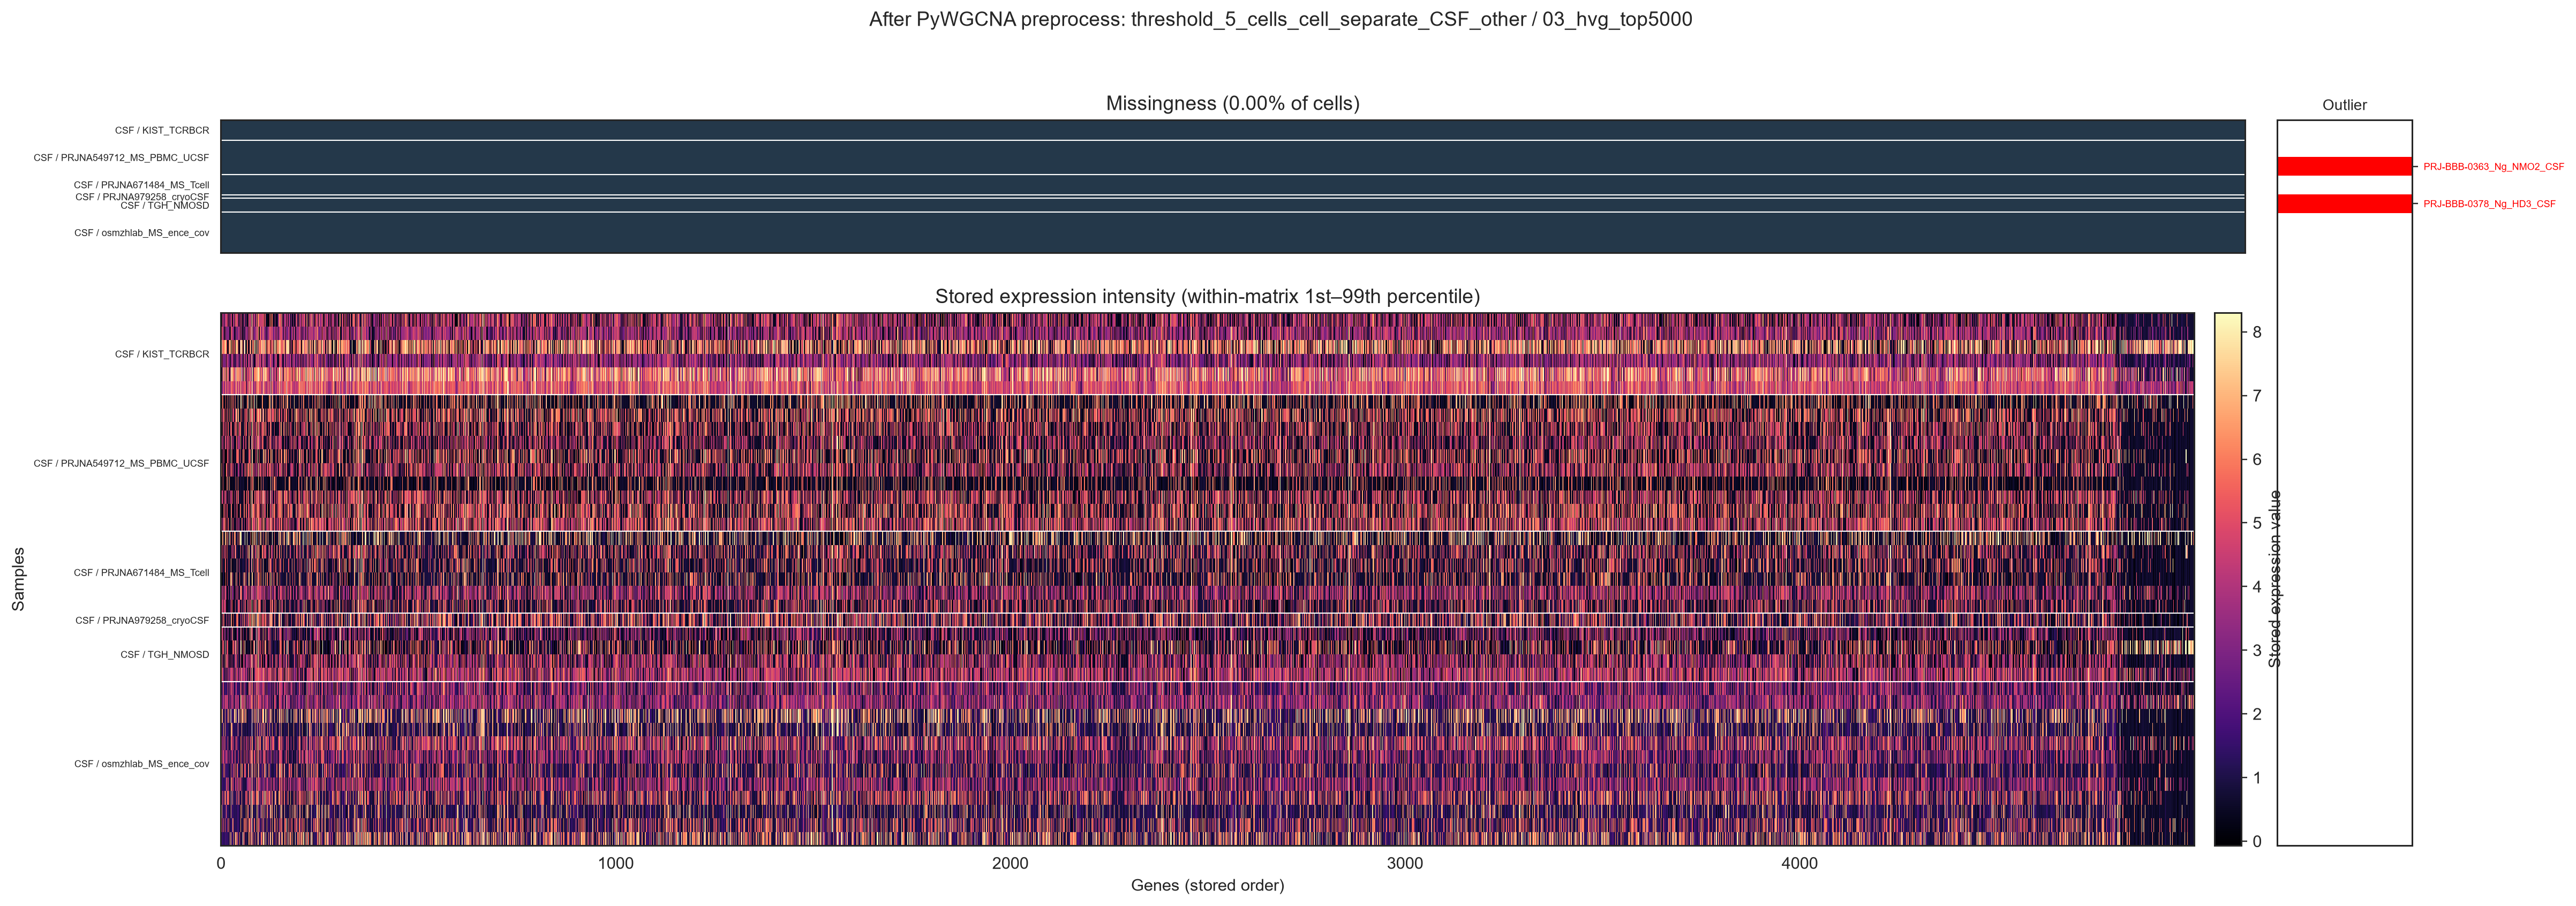 After PyWGCNA preprocess: threshold_5_cells_cell_separate_CSF_other / 03_hvg_top5000
Missingness (0.00% of cells)
Outlier
CSF / KIST_TCRBCR
CSF / PRJNA549712_MS_PBMC_UCSF
CSF / PRJNA671484_MS_Tcell
CSF / PRJNA979258_cryoCSF
CSF / TGH_NMOSD
CSF / osmzhlab_MS_ence_cov
PRJ-BBB-0363_Ng_NMO2_CSF
PRJ-BBB-0378_Ng_HD3_CSF
Stored expression intensity (within-matrix 1st–99th percentile)
Samples
CSF / KIST_TCRBCR
CSF / PRJNA549712_MS_PBMC_UCSF
CSF / PRJNA671484_MS_Tcell
CSF / PRJNA979258_cryoCSF
CSF / TGH_NMOSD
CSF / osmzhlab_MS_ence_cov
8
7
6
5
4
3
2
1
0
Stored expression value
0 1000 2000 3000 4000
Genes (stored order)